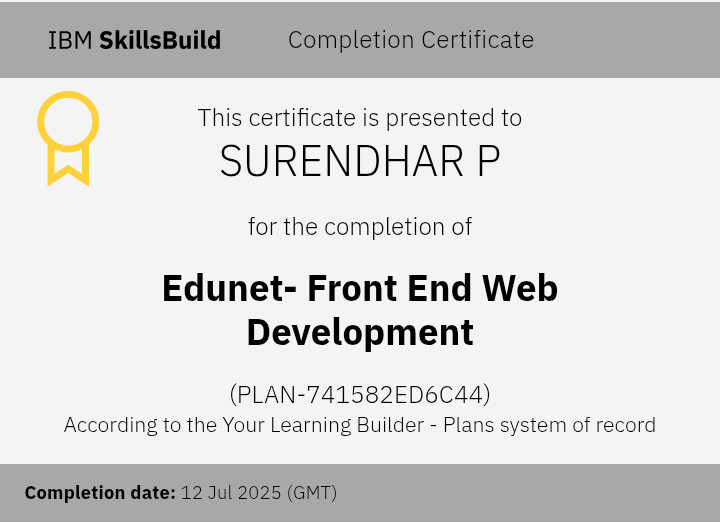 IBM SkillsBuild Completion Certificate
This certificate is presented to
SURENDHAR P
for the completion of
Edunet- Front End Web
Development
(PLAN-741582ED6C44)
According to the Your Learning Builder - Plans system of record
Completion date: 12 Jul 2025 (GMT)